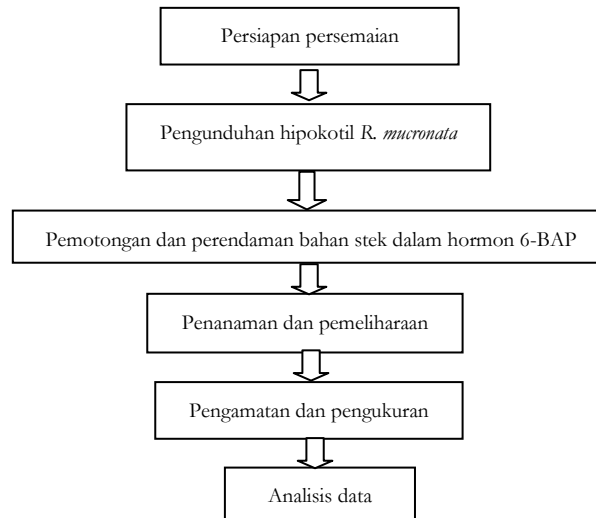 Persiapan persemaian
Pengunduhan hipokotil R. mucronata
Pemotongan dan perendaman bahan stek dalam hormon 6-BAP
Penanaman dan pemeliharaan
Pengamatan dan pengukuran
Analisis data